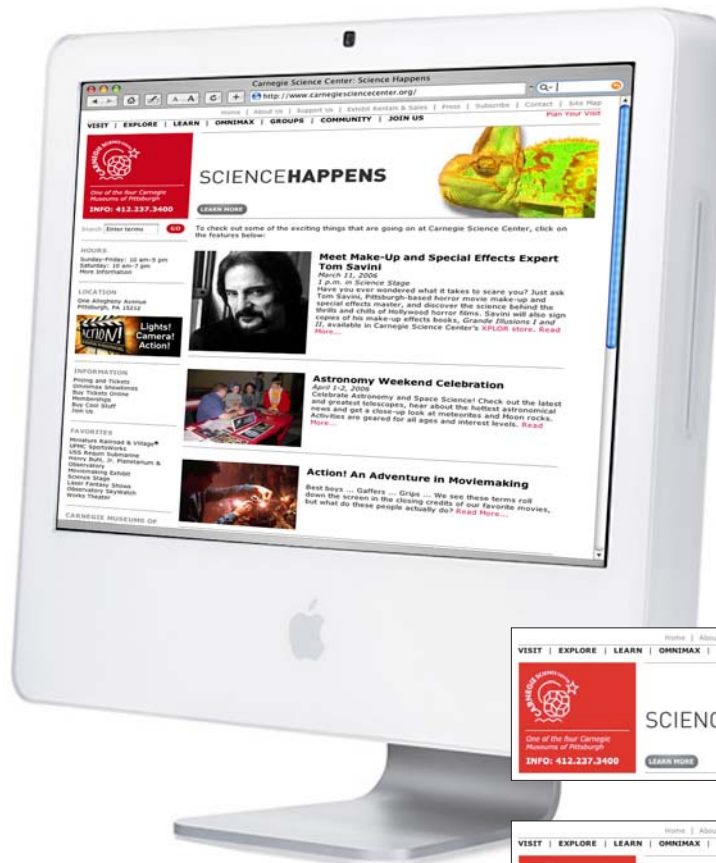 Carnegie Science Center: Science Happens
http://www.carnegiesciencecenter.org/
Home | About Us | Support Us | Exhibit Rentals & Sales | Press | Subscribe | Contact | Site Map
VISIT | EXPLORE | LEARN | OMNIMAX | GROUPS | COMMUNITY | JOIN US
Plan Your Visit
CARNEGIE SCIENCE CENTER
One of the four Carnegie
Museums of Pittsburgh
INFO: 412.237.3400
SCIENCEHAPPENS
LEARN MORE
Search Enter terms GO
HOURS
Sunday-Friday: 10 am-5 pm
Saturday: 10 am-7 pm
More Information
LOCATION
One Allegheny Avenue
Pittsburgh, PA 15212
ACTION! Lights!
Camera!
Action!
INFORMATION
Pricing and Tickets
Omnimax Showtimes
Buy Tickets Online
Memberships
Buy Cool Stuff
Join Us
FAVORITES
Miniature Railroad & Village®
UPMC SportsWorks
USS Requin Submarine
Henry Buhl, Jr. Planetarium &
Observatory
Moviemaking Exhibit
Science Stage
Laser Fantasy Shows
Observatory SkyWatch
Works Theater
CARNEGIE MUSEUMS OF
To check out some of the exciting things that are going on at Carnegie Science Center, click on
the features below:
Meet Make-Up and Special Effects Expert
Tom Savini
March 11, 2006
1 p.m. in Science Stage
Have you ever wondered what it takes to scare you? Just ask
Tom Savini, Pittsburgh-based horror movie make-up and
special effects master, and discover the science behind the
thrills and chills of Hollywood horror films. Savini will also sign
copies of his make-up effects books, Grande Illusions I and
II, available in Carnegie Science Center's XPLOR store. Read
More...
Astronomy Weekend Celebration
April 1-2, 2006
Celebrate Astronomy and Space Science! Check out the latest
and greatest telescopes, hear about the hottest astronomical
news and get a close-up look at meteorites and Moon rocks.
Activities are geared for all ages and interest levels. Read
More...
Action! An Adventure in Moviemaking
Best boys ... Gaffers ... Grips ... We see these terms roll
down the screen in the closing credits of our favorite movies,
but what do these people actually do? Read More...
Home | Abou
VISIT | EXPLORE | LEARN | OMNIMAX |
CARNEGIE SCIENCE CENTER
One of the four Carnegie
Museums of Pittsburgh
INFO: 412.237.3400
SCIENC
LEARN MORE
Home | Abou
VISIT | EXPLORE | LEARN | OMNIMAX |